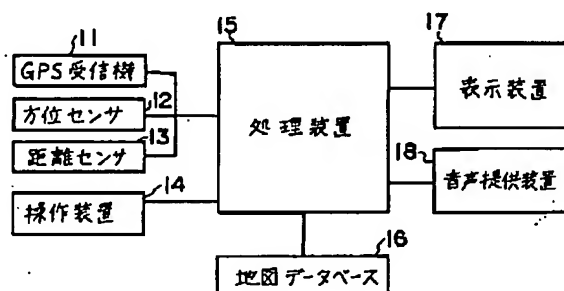 11
GPS受信機
12
方位センサ
13
距離センサ
14
操作装置
15
処理装置
16
地図データベース
17
表示装置
18
音声提供装置